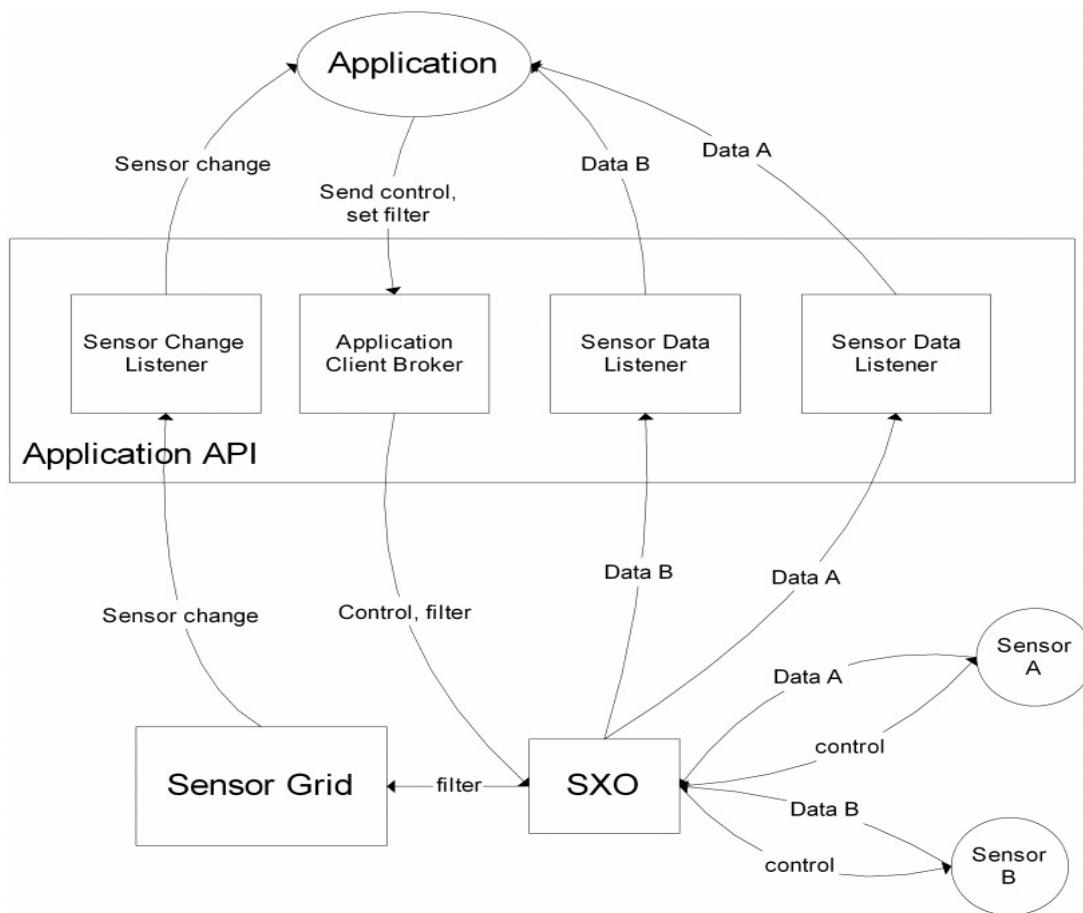 Application
Sensor change
Send control,
set filter
Data B
Data A
Sensor Change
Listener
Application
Client Broker
Sensor Data
Listener
Sensor Data
Listener
Application API
Sensor change
Control, filter
Data B
Data A
Sensor Grid
filter
SXO
Data A
control
Sensor
A
Data B
control
Sensor
B